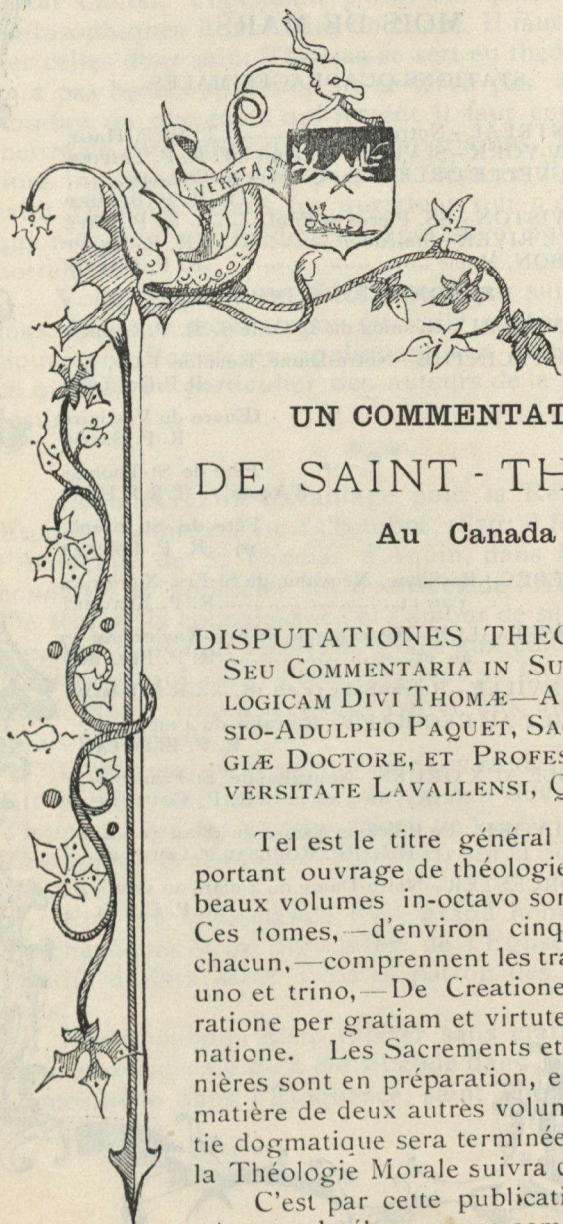 VERITAS
UN COMMENTAT
DE SAINT-TH
Au Canada
DISPUTATIONES THEO
SEU COMMENTARIA IN SU
LOGICAM DIVI THOMÆ—A
SIO-ADULPHO PAQUET, SA
GIÆ DOCTORE, ET PROFES
VERSITATE LAVALLENSI, Q
Tel est le titre général
portant ouvrage de théologie
beaux volumes in-octavo son
Ces tomes,—d'environ cinq
chacun,—comprennent les tra
uno et trino,—De Creatione
ratione per gratiam et virtute
natione. Les Sacrements et
nières sont en préparation, e
matière de deux autres volum
tie dogmatique sera terminée
la Théologie Morale suivra
C'est par cette publicati